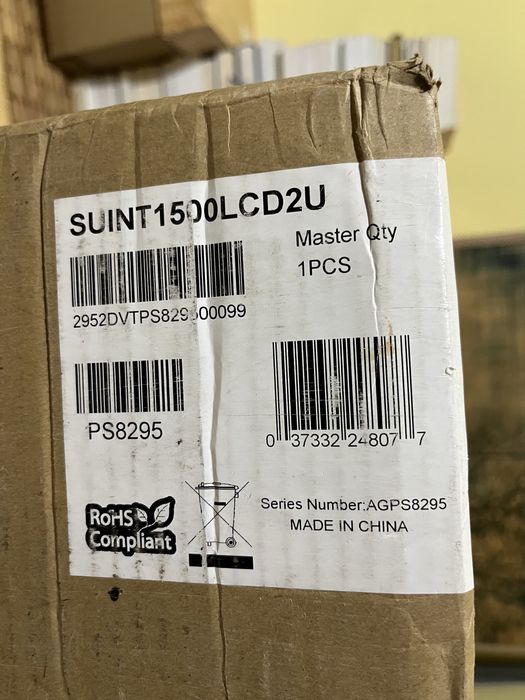 SUINT1500LCD2U
Master Qty
1PCS
PS8295
0 37332 24807 7
RoHS
Compliant
Series Number:AGPS8295
MADE IN CHINA